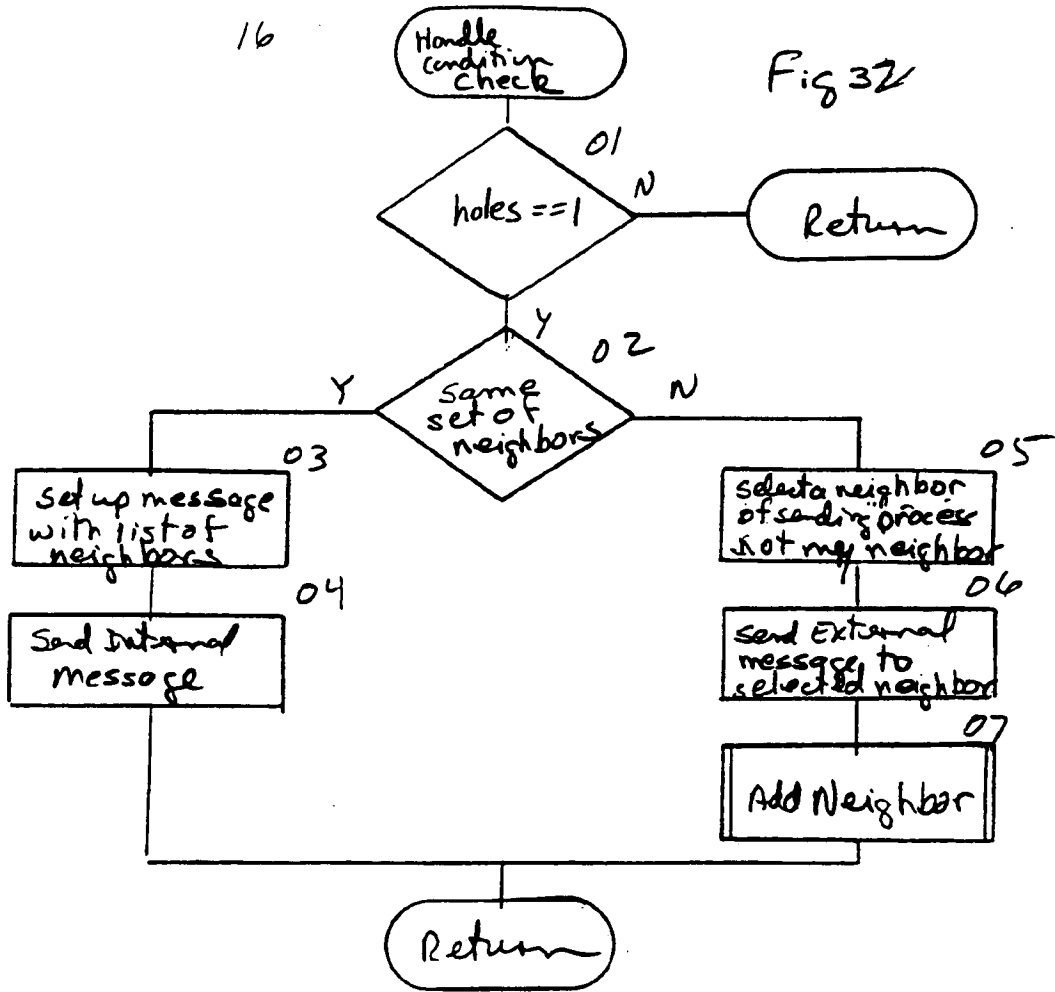 16
Handle
condition
check
Fig 32
01
holes == 1
N
Return
Y
02
Same
set of
neighbors
Y
N
03
set up message
with list of
neighbors
04
Send Internal
message
05
select a neighbor
of sending process
not my neighbor
06
send External
message to
selected neighbor
07
Add Neighbor
Return